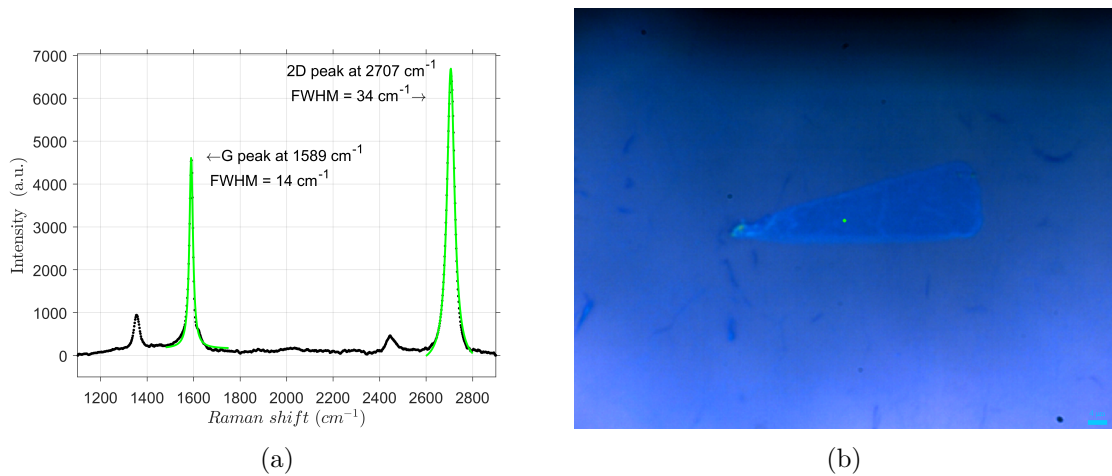 7000
6000
5000
4000
3000
2000
1000
0
Intensity (a.u.)
2D peak at 2707 cm⁻¹
FWHM = 34 cm⁻¹→
←G peak at 1589 cm⁻¹
FWHM = 14 cm⁻¹
1200 1400 1600 1800 2000 2200 2400 2600 2800
Raman shift (cm⁻¹)
(a)
(b)